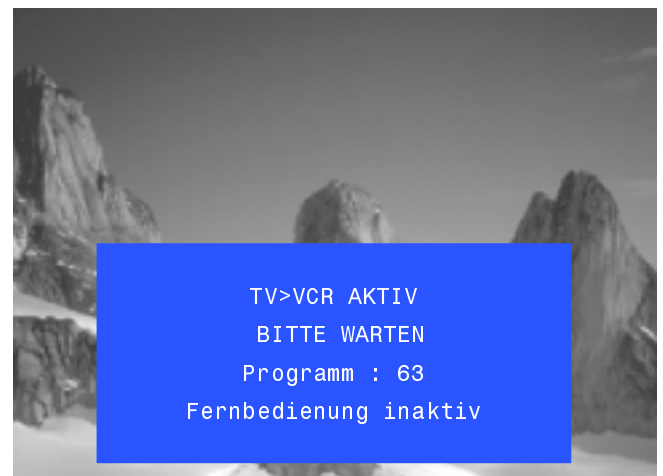 TV>VCR AKTIV
BITTE WARTEN
Programm : 63
Fernbedienung inaktiv